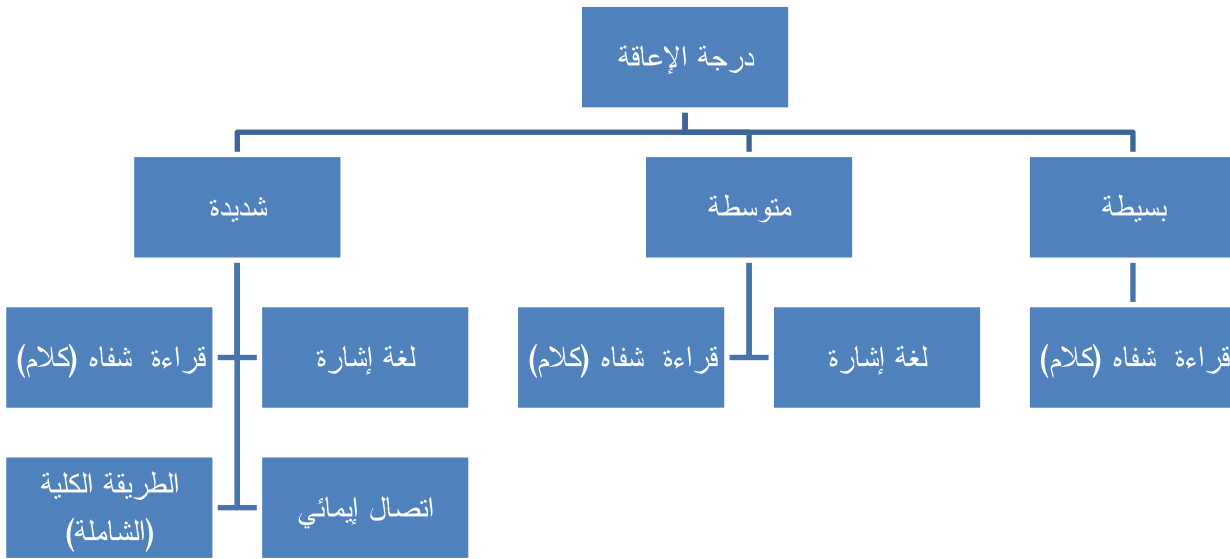 درجة الإعاقة
بسيطة
متوسطة
شديدة
قراءة شفاه (كلام)
لغة إشارة
قراءة شفاه (كلام)
لغة إشارة
قراءة شفاه (كلام)
اتصال إيمائي
الطريقة الكلية
(الشاملة)